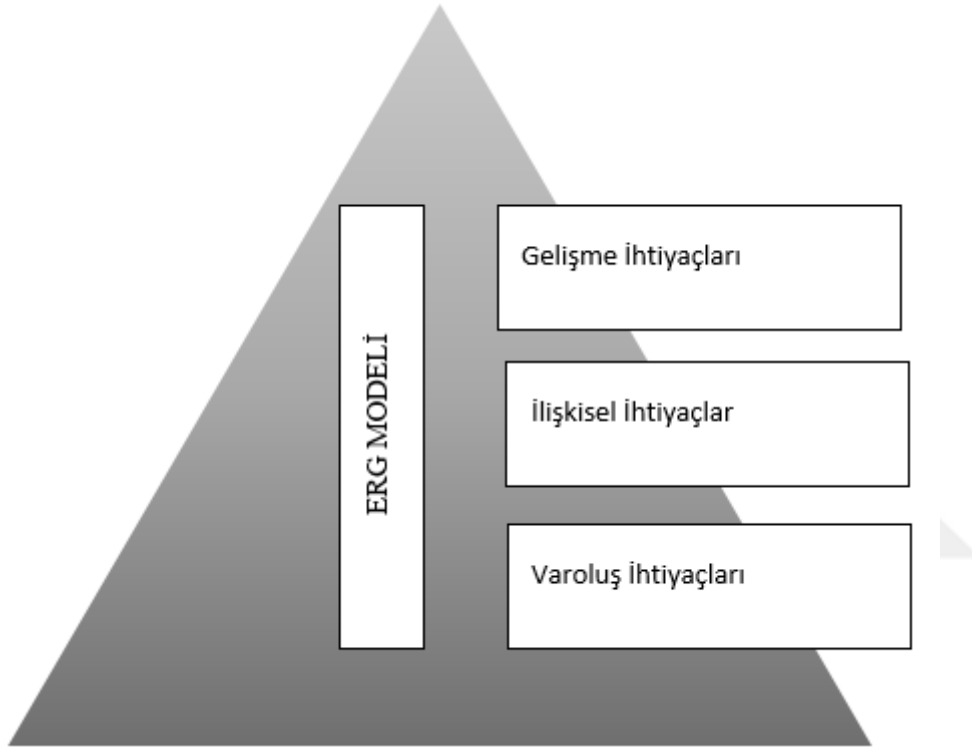 Gelişme İhtiyaçları
ERG MODELİ
İlişkisel İhtiyaçlar
Varoluş İhtiyaçları